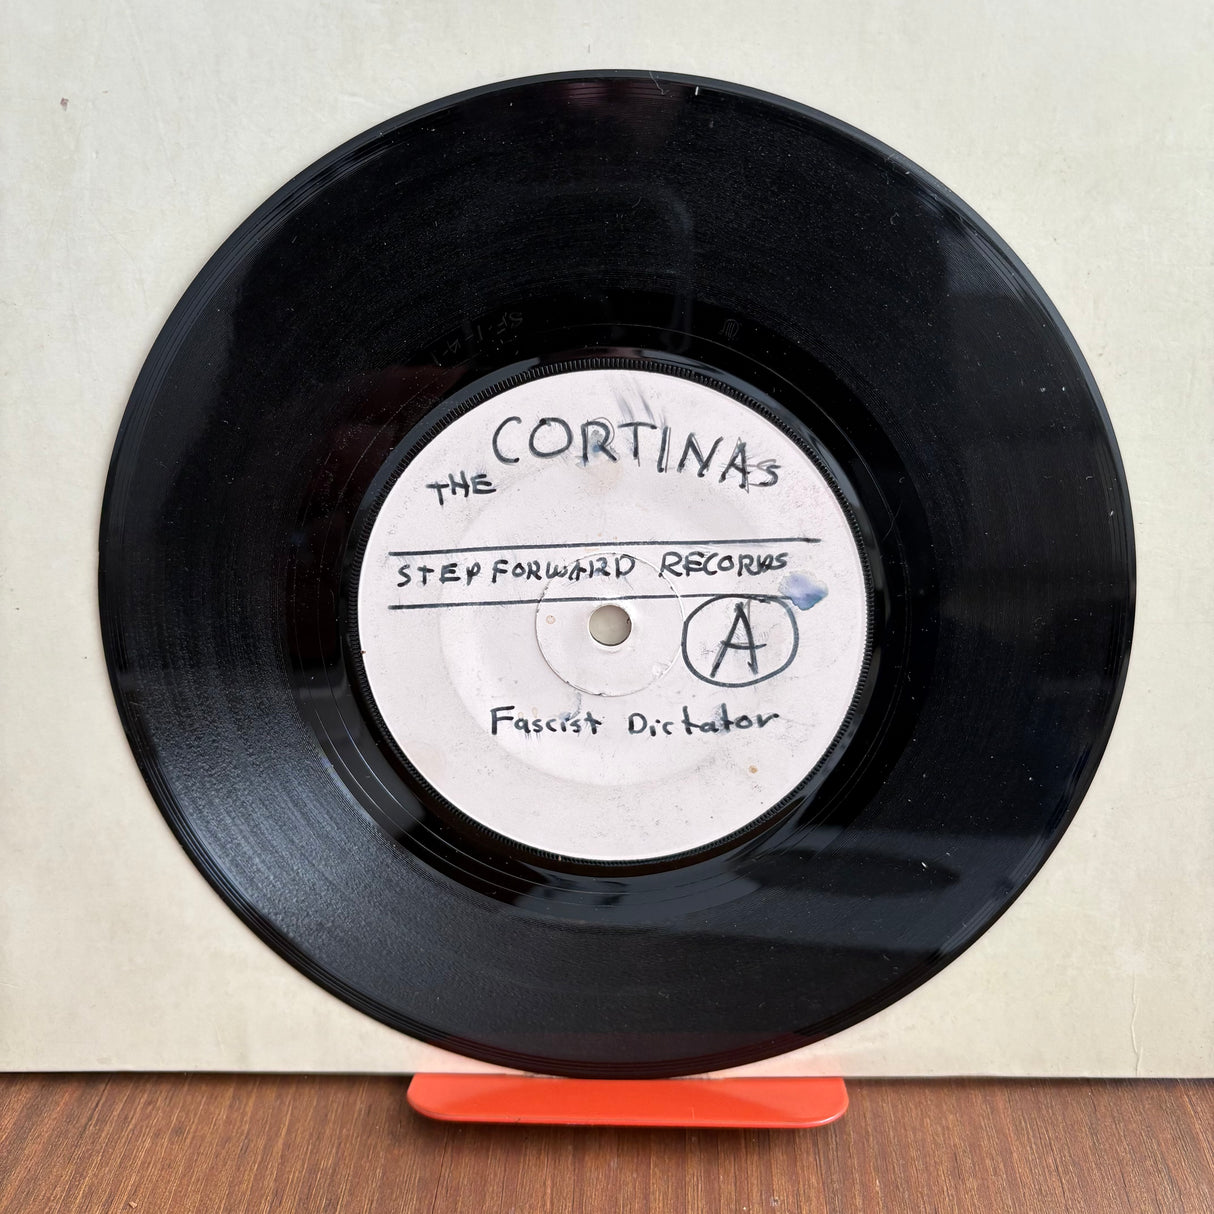 THE CORTINAS
STEP FORWARD RECORDS
A
Fascist Dictator